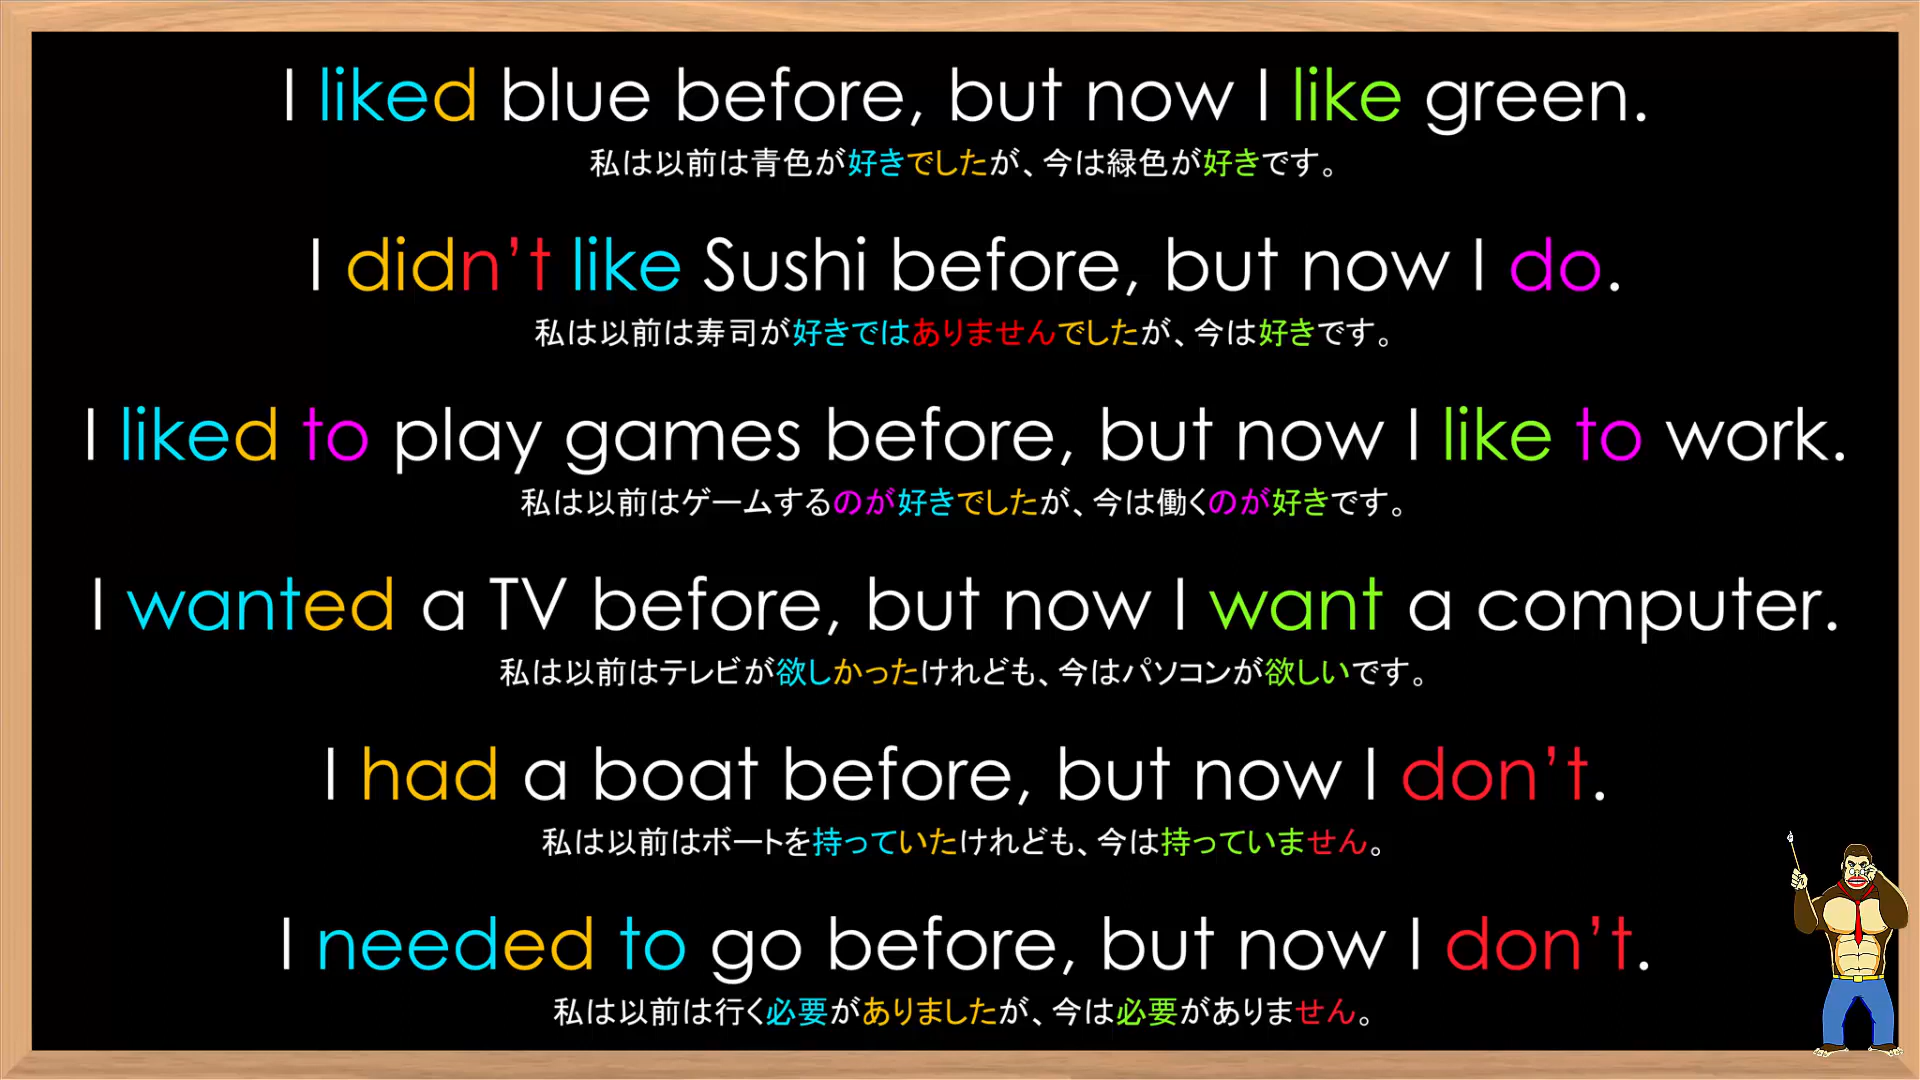 I liked blue before, but now I like green.
私は以前は青色が好きでしたが、今は緑色が好きです。
I didn’t like Sushi before, but now I do.
私は以前は寿司が好きではありませんでしたが、今は好きです。
I liked to play games before, but now I like to work.
私は以前はゲームするのが好きでしたが、今は働くのが好きです。
I wanted a TV before, but now I want a computer.
私は以前はテレビが欲しかったけれども、今はパソコンが欲しいです。
I had a boat before, but now I don’t.
私は以前はボートを持っていたけれども、今は持っていません。
I needed to go before, but now I don’t.
私は以前は行く必要がありましたが、今は必要がありません。